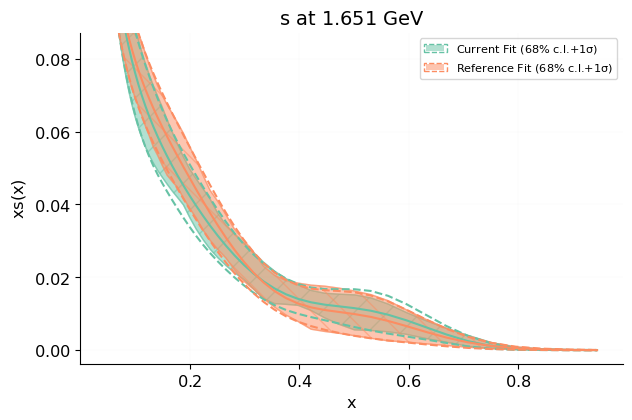 s at 1.651 GeV
Current Fit (68% c.l.+1σ)
Reference Fit (68% c.l.+1σ)
xs(x)
0.08
0.06
0.04
0.02
0.00
0.2 0.4 0.6 0.8
x